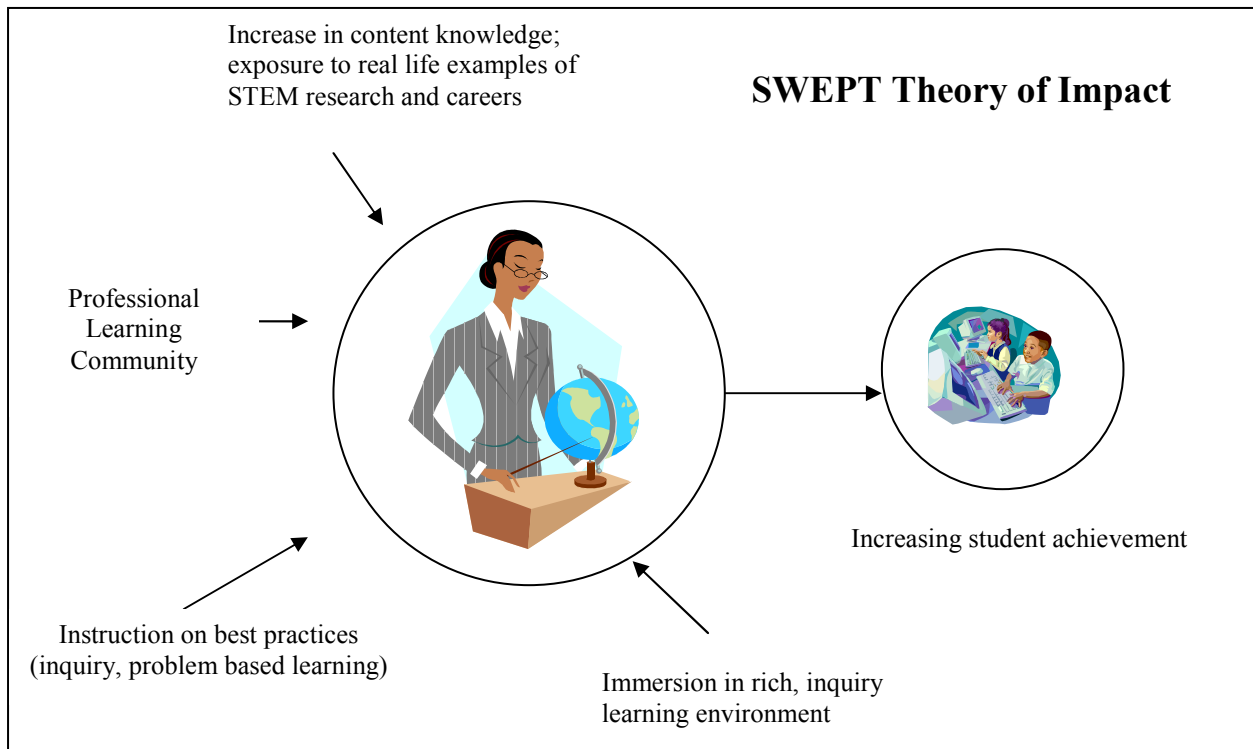 Increase in content knowledge;
exposure to real life examples of
STEM research and careers
SWEPT Theory of Impact
Professional
Learning
Community
Increasing student achievement
Instruction on best practices
(inquiry, problem based learning)
Immersion in rich, inquiry
learning environment